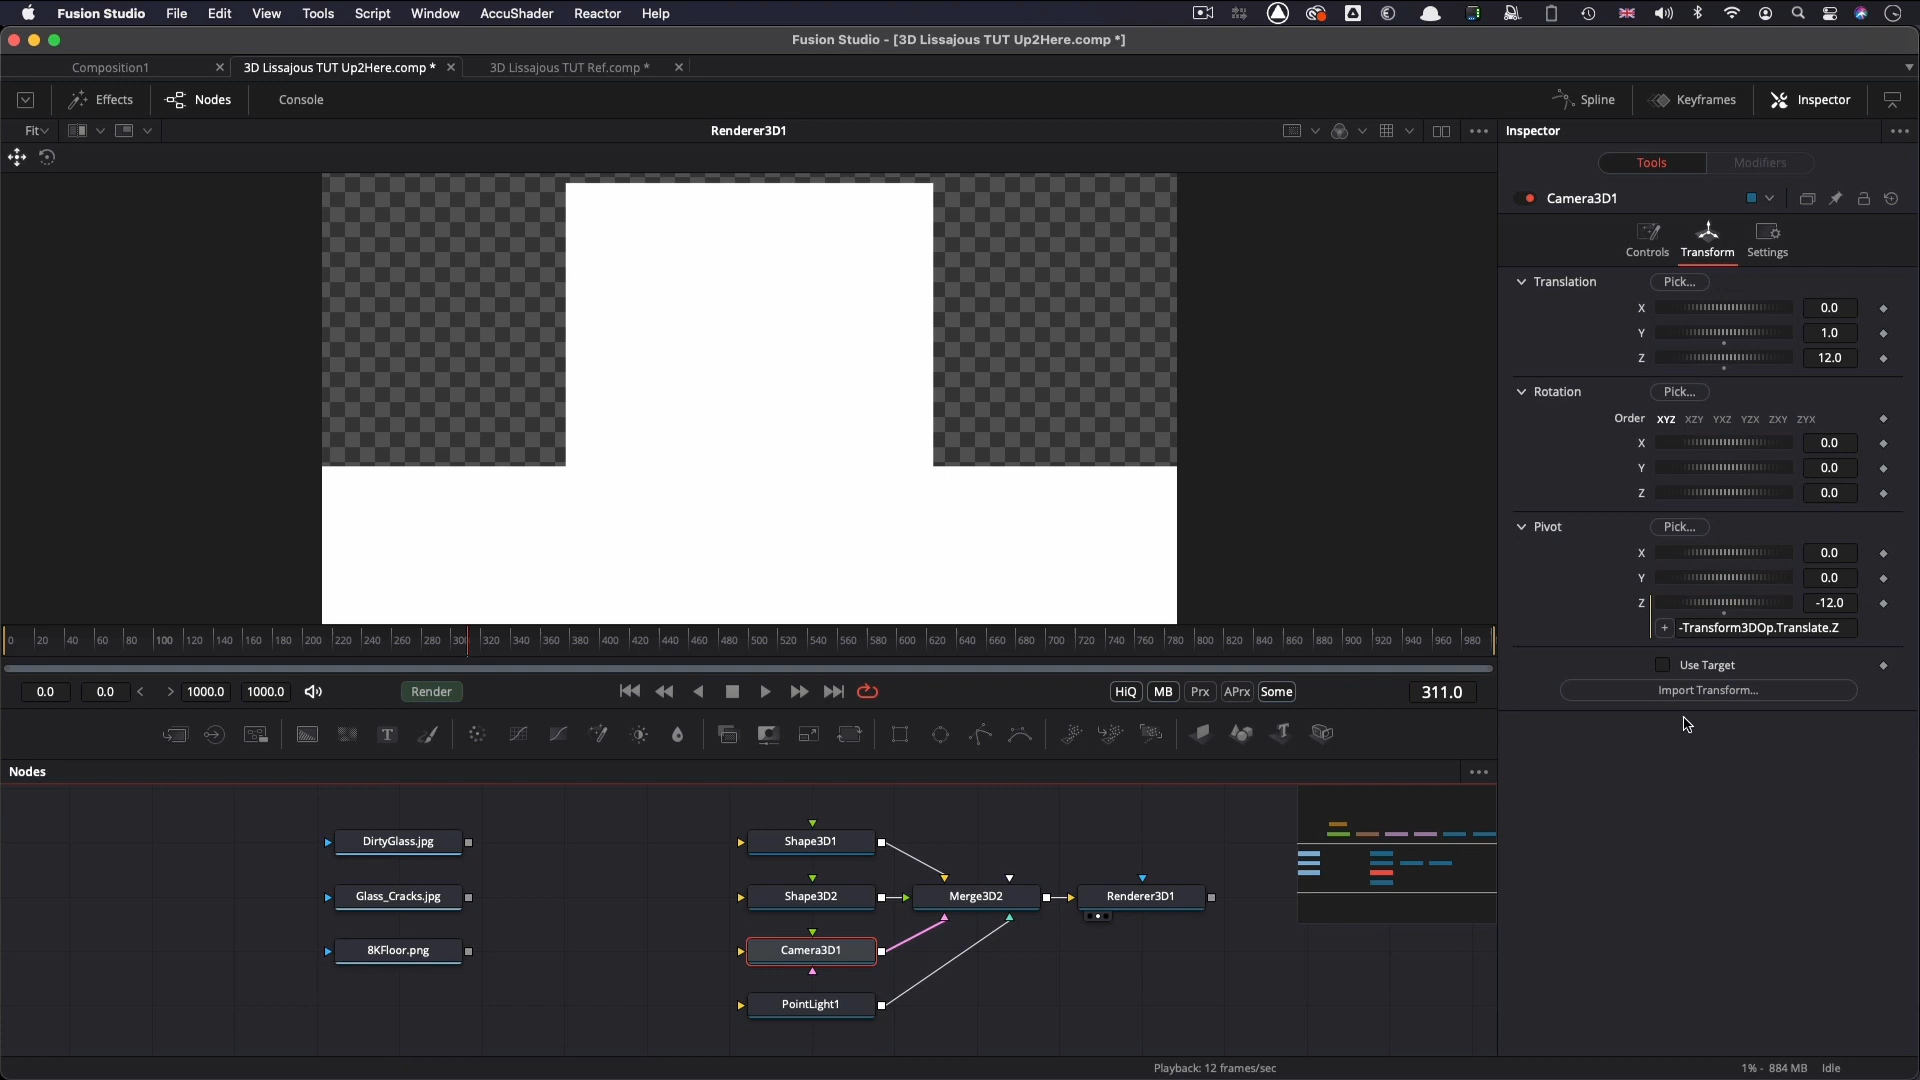 Fusion Studio File Edit View Tools Script Window AccuShader Reactor Help
Fusion Studio - [3D Lissajous TUT Up2Here.comp *]
Composition1 3D Lissajous TUT Up2Here.comp * 3D Lissajous TUT Ref.comp *
Effects Nodes Console Spline Keyframes Inspector
Fit Renderer3D1 Inspector
Tools Modifiers
Camera3D1
Controls Transform Settings
Translation Pick...
X 0.0
Y 1.0
Z 12.0
Rotation Pick...
Order XYZ XZY YXZ YZX ZXY ZYX
X 0.0
Y 0.0
Z 0.0
Pivot Pick...
X 0.0
Y 0.0
Z -12.0
+ -Transform3DOp.Translate.Z
Use Target
Import Transform...
0 20 40 60 80 100 120 140 160 180 200 220 240 260 280 300 320 340 360 380 400 420 440 460 480 500 520 540 560 580 600 620 640 660 680 700 720 740 760 780 800 820 840 860 880 900 920 940 960 980
0.0 0.0 < > 1000.0 1000.0 Render HiQ MB Prx APrx Some 311.0
T T
Nodes
DirtyGlass.jpg Shape3D1
Glass_Cracks.jpg Shape3D2 Merge3D2 Renderer3D1
8KFloor.png Camera3D1
PointLight1
Playback: 12 frames/sec 1% - 884 MB Idle